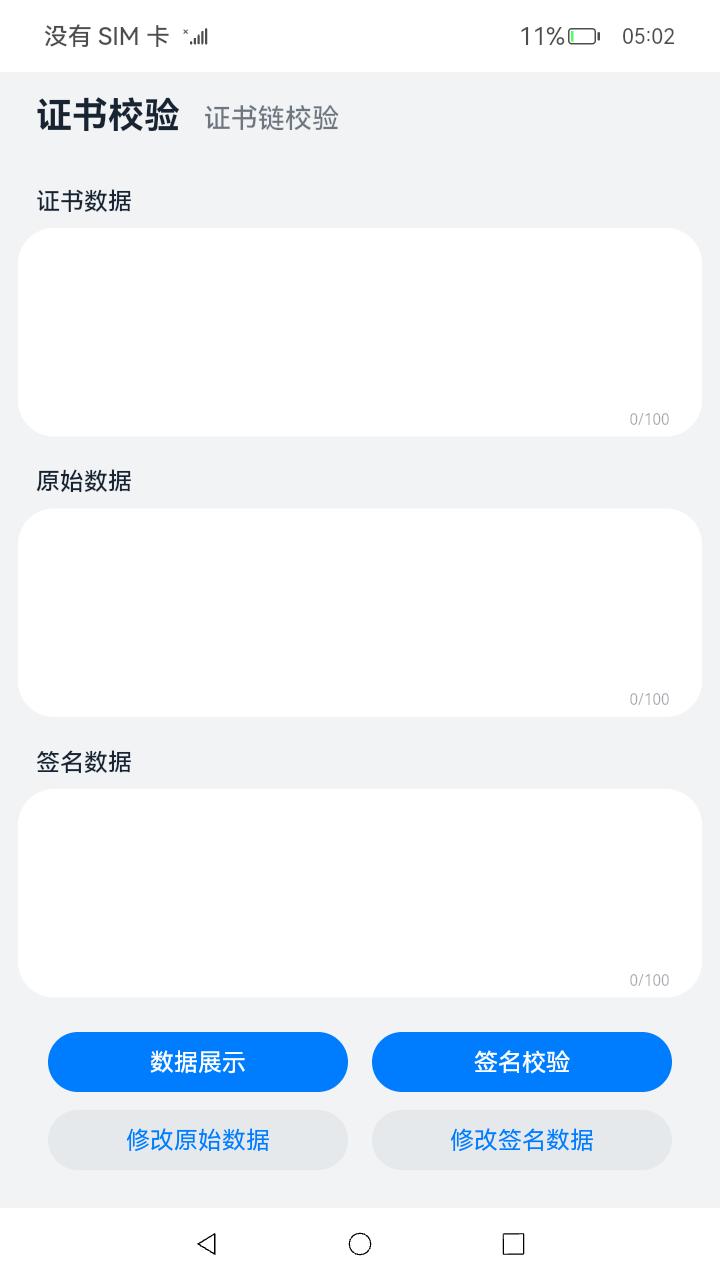 没有 SIM 卡 11% 05:02
证书校验 证书链校验
证书数据
0/100
原始数据
0/100
签名数据
0/100
数据展示 签名校验
修改原始数据 修改签名数据